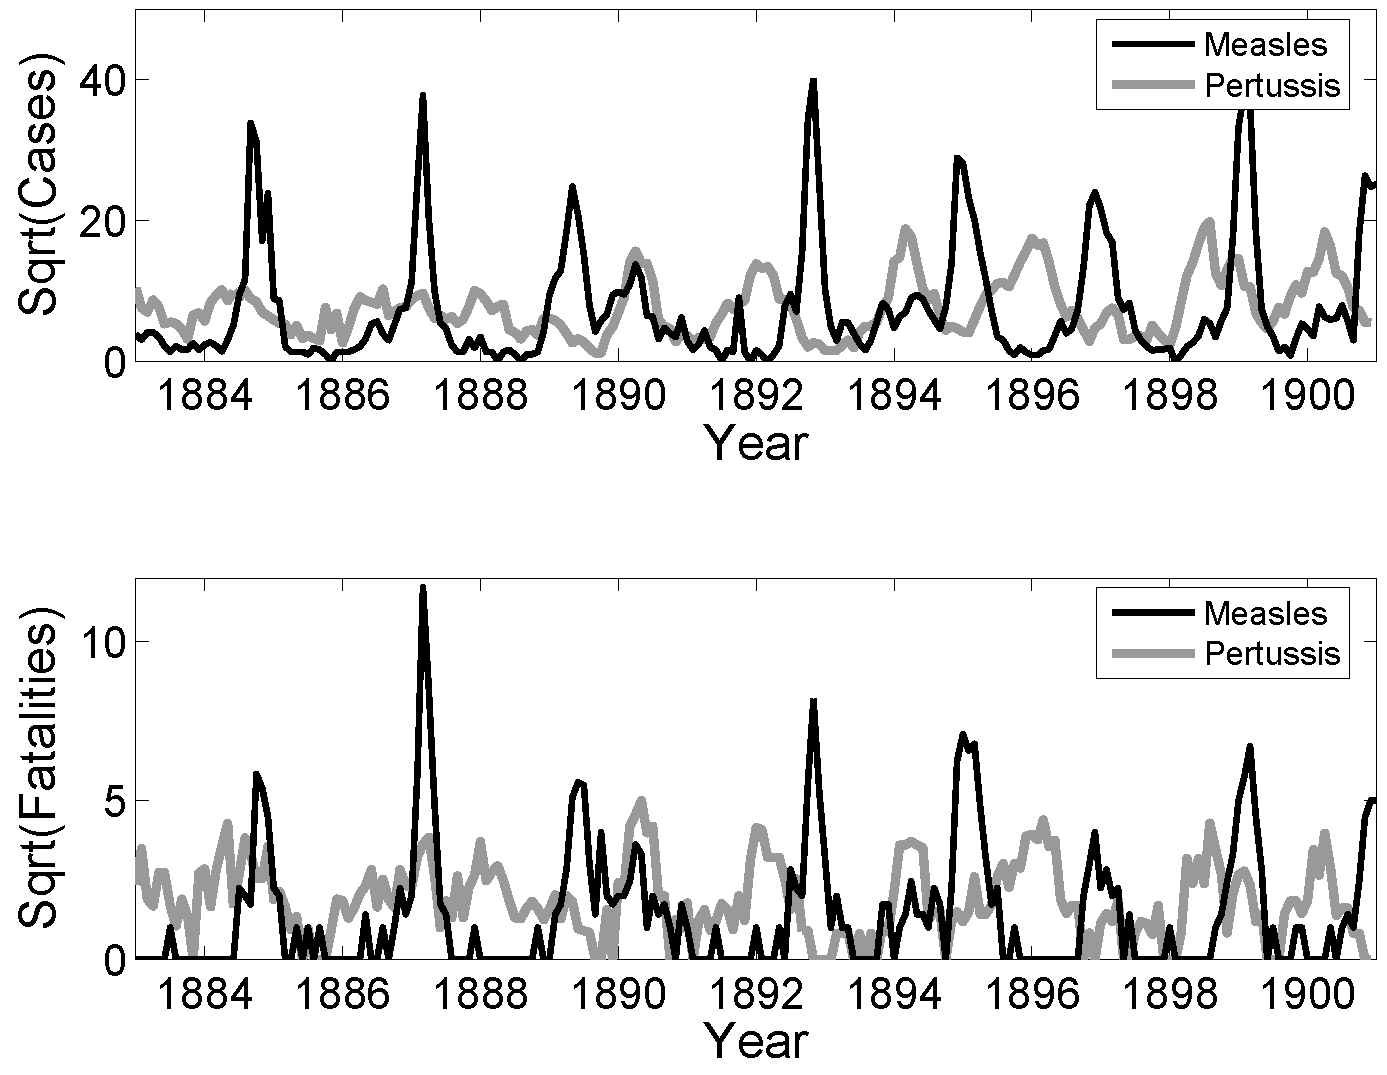 Sqrt(Cases)
40
20
0
Measles
Pertussis
1884 1886 1888 1890 1892 1894 1896 1898 1900
Year
Sqrt(Fatalities)
10
5
0
Measles
Pertussis
1884 1886 1888 1890 1892 1894 1896 1898 1900
Year